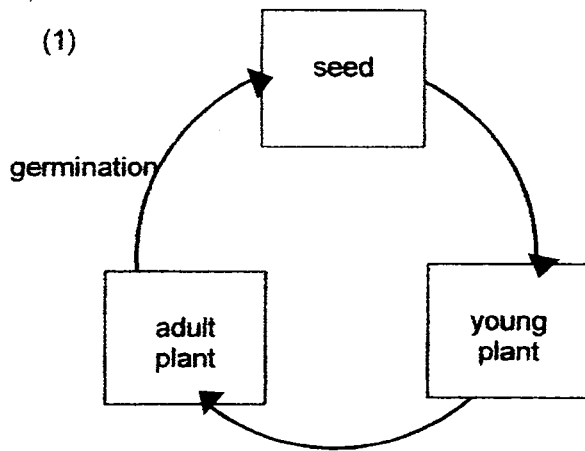 (1)
seed
germination
adult
plant
young
plant